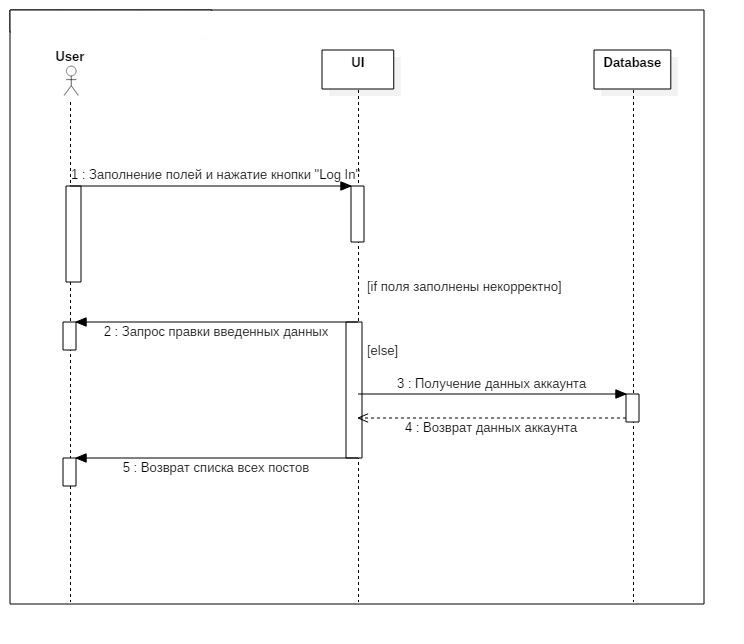 User
UI
Database
1 : Заполнение полей и нажатие кнопки "Log In"
[if поля заполнены некорректно]
2 : Запрос правки введенных данных
[else]
3 : Получение данных аккаунта
4 : Возврат данных аккаунта
5 : Возврат списка всех постов